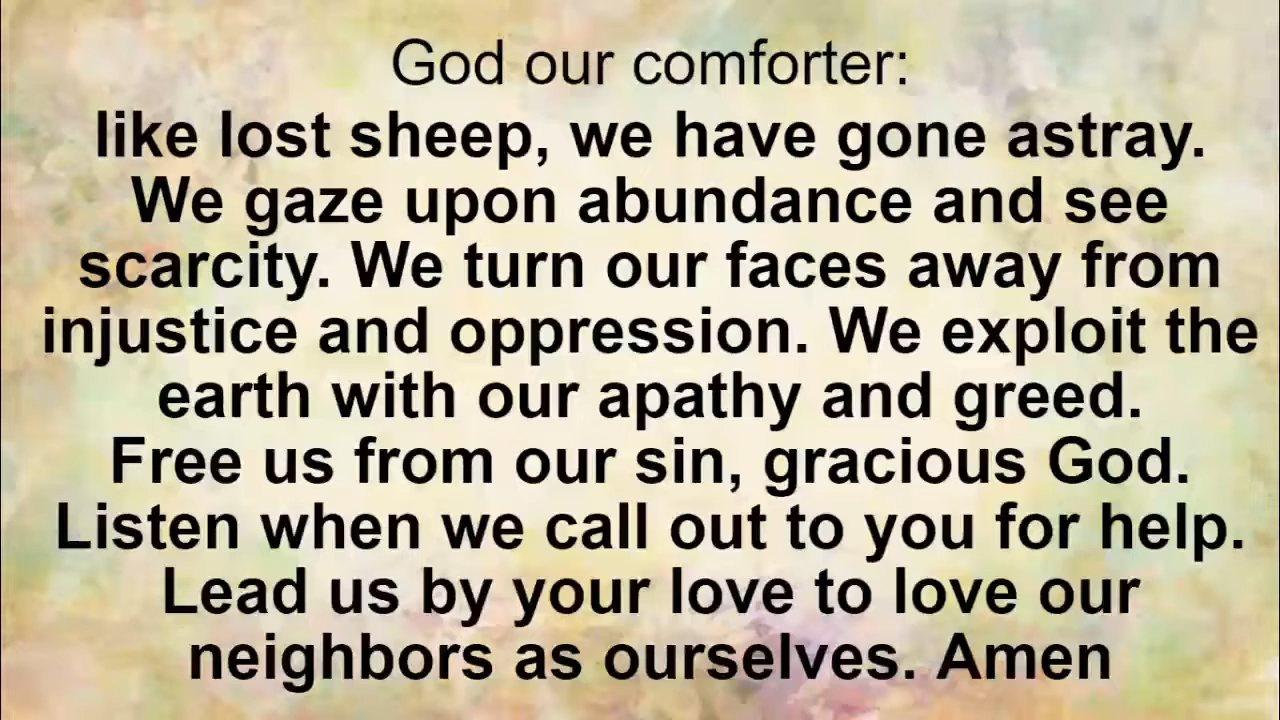 God our comforter:
like lost sheep, we have gone astray.
We gaze upon abundance and see
scarcity. We turn our faces away from
injustice and oppression. We exploit the
earth with our apathy and greed.
Free us from our sin, gracious God.
Listen when we call out to you for help.
Lead us by your love to love our
neighbors as ourselves. Amen